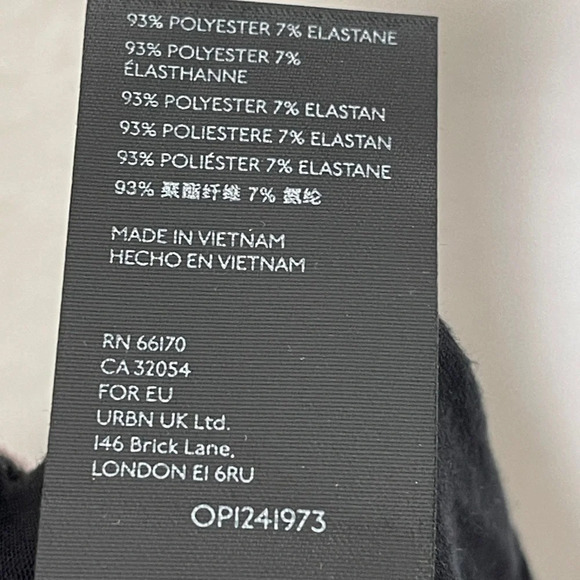 93% POLYESTER 7% ELASTANE
93% POLYESTER 7%
ÉLASTHANNE
93% POLYESTER 7% ELASTAN
93% POLIESTERE 7% ELASTAN
93% POLIÉSTER 7% ELASTANE
93% 聚酯纤维 7% 氨纶
MADE IN VIETNAM
HECHO EN VIETNAM
RN 66170
CA 32054
FOR EU
URBN UK Ltd.
146 Brick Lane,
LONDON E1 6RU
OP1241973